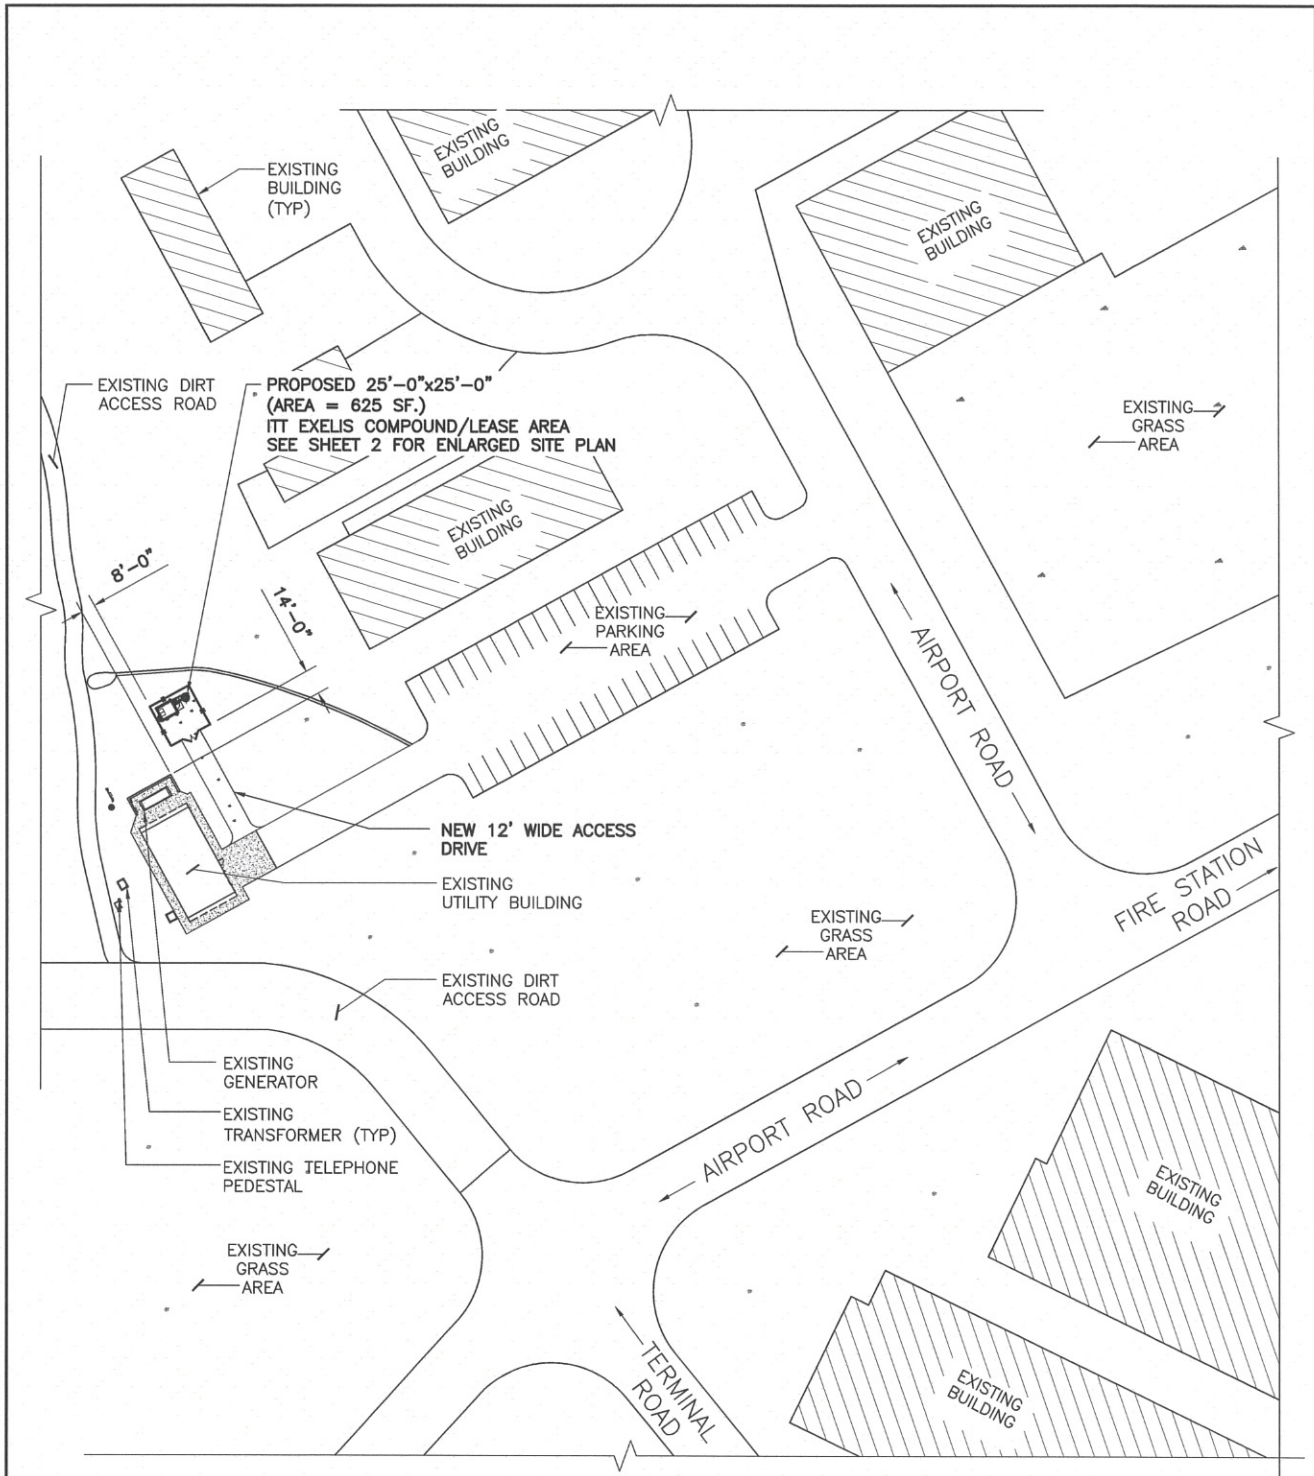 EXISTING
BUILDING
EXISTING
BUILDING
(TYP)
EXISTING
BUILDING
EXISTING DIRT
ACCESS ROAD
PROPOSED 25'-0"x25'-0"
(AREA = 625 SF.)
ITT EXELIS COMPOUND/LEASE AREA
SEE SHEET 2 FOR ENLARGED SITE PLAN
EXISTING
GRASS
AREA
EXISTING
BUILDING
8'-0"
14'-0"
EXISTING
PARKING
AREA
AIRPORT ROAD
NEW 12' WIDE ACCESS
DRIVE
EXISTING
UTILITY BUILDING
EXISTING
GRASS
AREA
FIRE STATION
ROAD
EXISTING DIRT
ACCESS ROAD
EXISTING
GENERATOR
EXISTING
TRANSFORMER (TYP)
EXISTING TELEPHONE
PEDESTAL
AIRPORT ROAD
EXISTING
BUILDING
EXISTING
GRASS
AREA
TERMINAL
ROAD
EXISTING
BUILDING